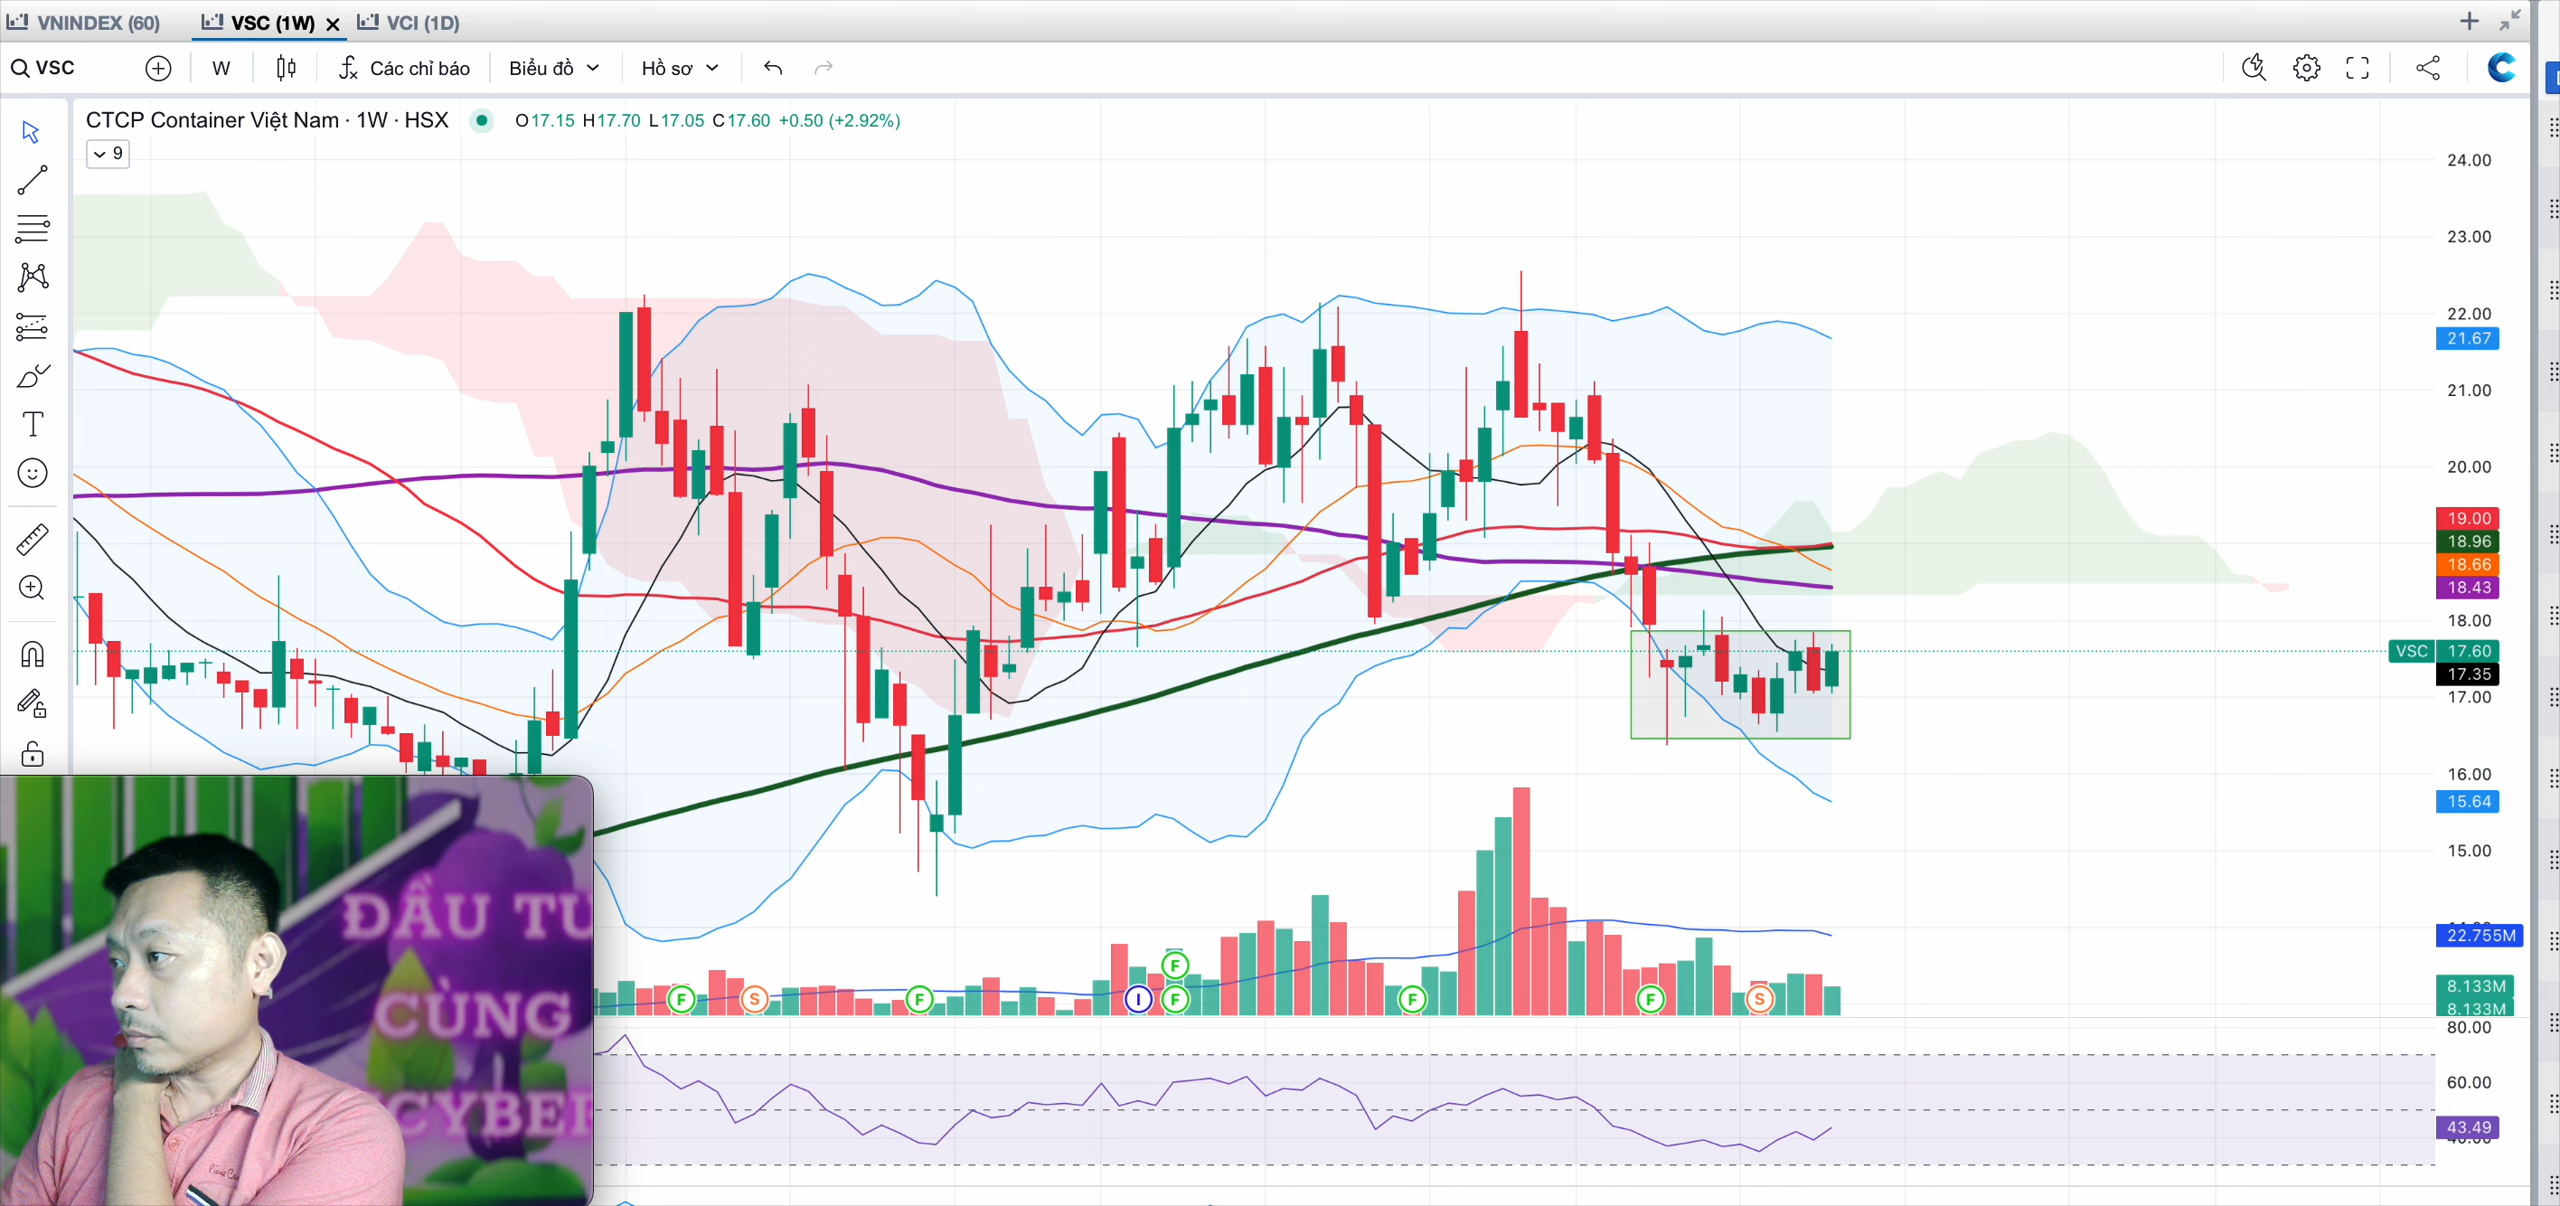 VNINDEX (60)
VSC (1W)
VCI (1D)
VSC
W
Các chỉ báo
Biểu đồ
Hồ sơ
CTCP Container Việt Nam · 1W · HSX
O17.15 H17.70 L17.05 C17.60 +0.50 (+2.92%)
9
24.00
23.00
22.00
21.67
21.00
20.00
19.00
18.96
18.66
18.43
18.00
VSC 17.60
17.35
17.00
16.00
15.64
15.00
22.755M
8.133M
8.133M
F
F
S
F
I
F
F
F
S
80.00
60.00
43.49
40.00
ĐẦU TƯ
CÙNG